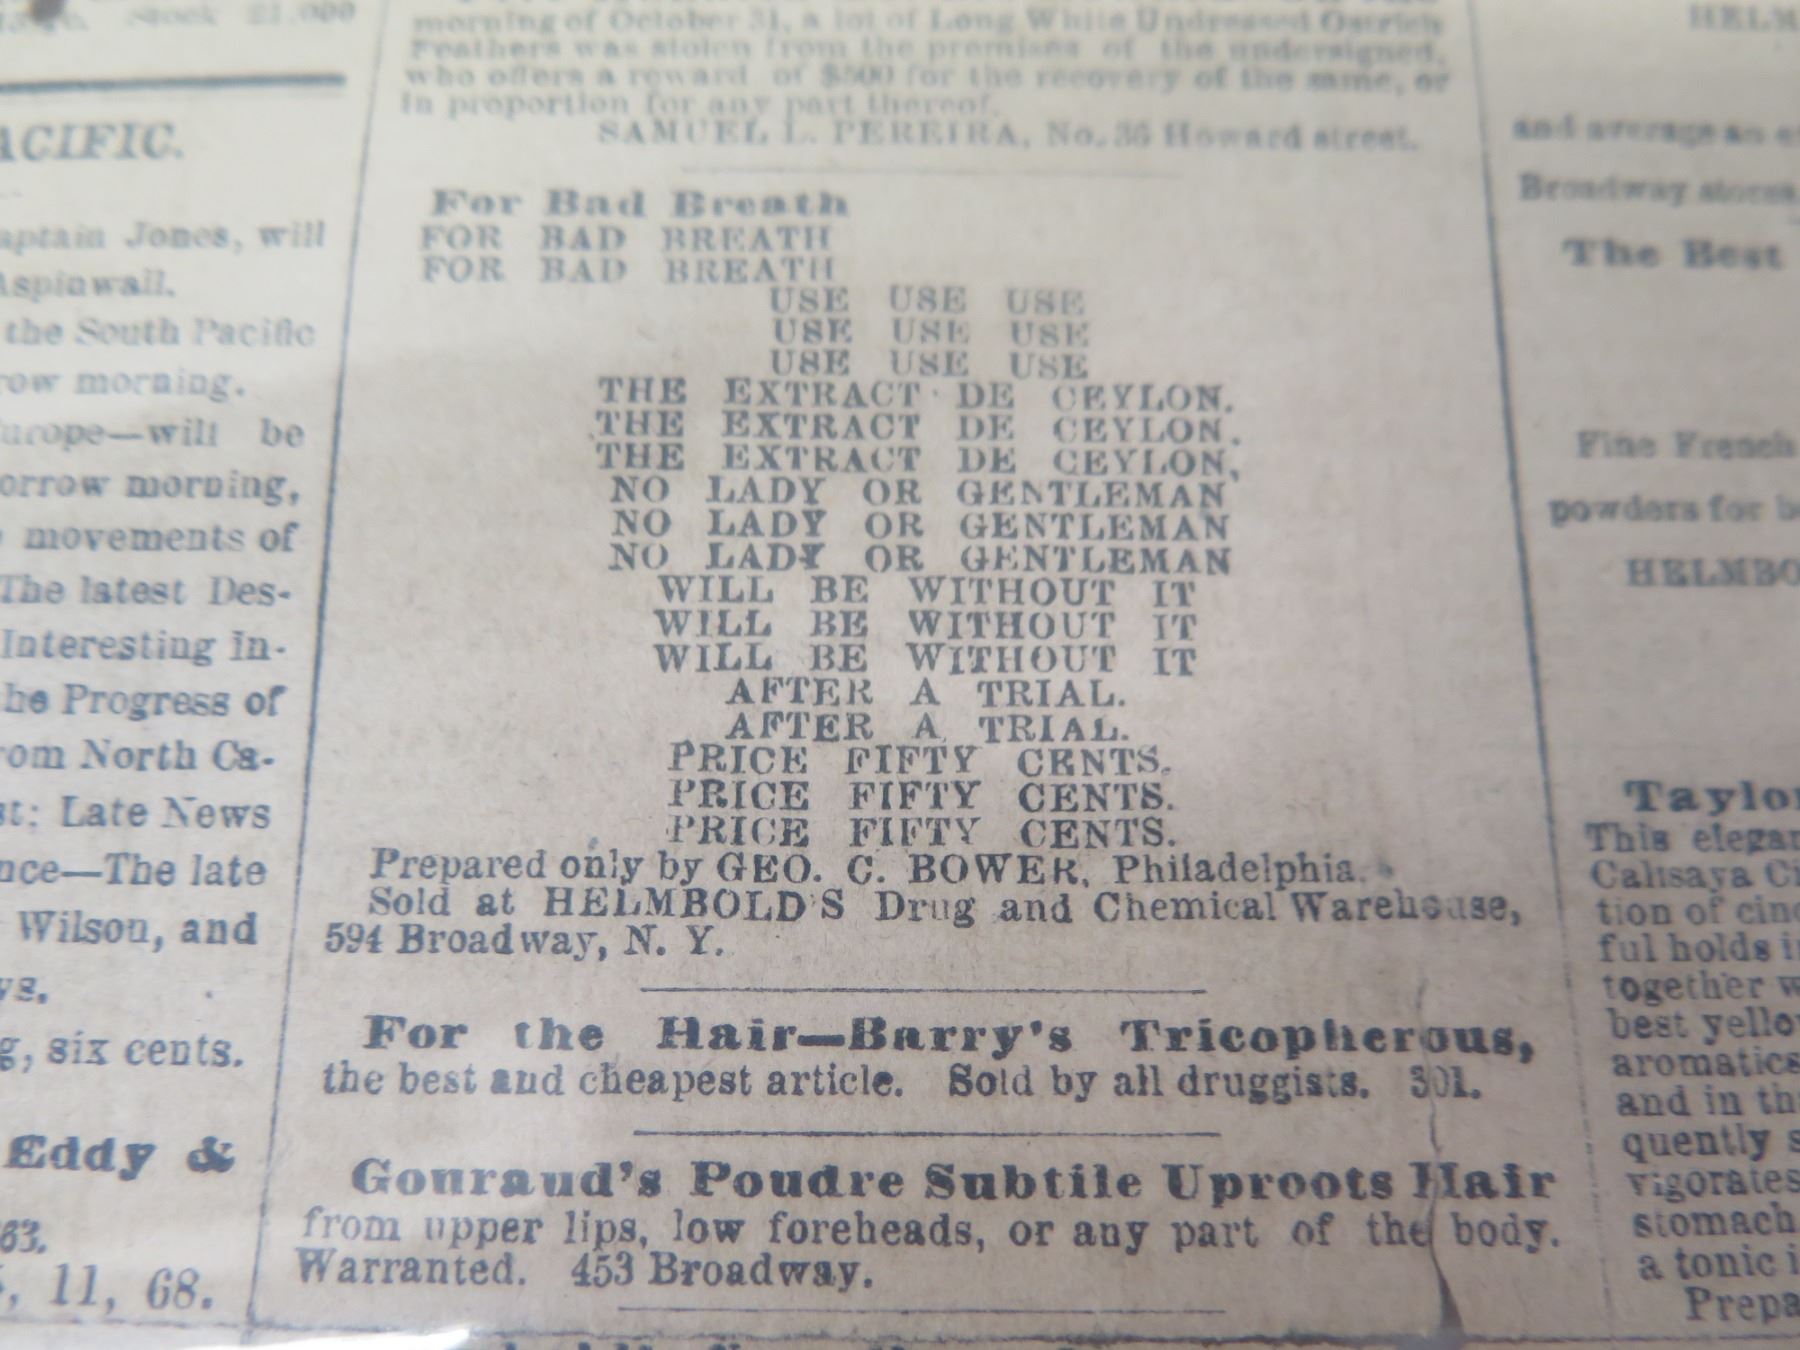 Stock 21.000
ACIFIC.
aptain Jones, will
Aspinwall.
the South Pacific
row morning.
urope—will be
orrow morning,
movements of
The latest Des-
Interesting In-
he Progress of
rom North Ca-
st; Late News
nce—The late
Wilson, and
ys.
g, six cents.
Eddy &
63.
5, 11, 68.
morning of October 31, a lot of Long White Undressed Ostrich
Feathers was stolen from the premises of the undersigned,
who offers a reward of $500 for the recovery of the same, or
in proportion for any part thereof.
SAMUEL L. PEREIRA, No. 36 Howard street.
For Bad Breath
FOR BAD BREATH
FOR BAD BREATH
USE USE USE
USE USE USE
USE USE USE
THE EXTRACT DE CEYLON.
THE EXTRACT DE CEYLON.
THE EXTRACT DE CEYLON,
NO LADY OR GENTLEMAN
NO LADY OR GENTLEMAN
NO LADY OR GENTLEMAN
WILL BE WITHOUT IT
WILL BE WITHOUT IT
WILL BE WITHOUT IT
AFTER A TRIAL.
AFTER A TRIAL.
PRICE FIFTY CENTS.
PRICE FIFTY CENTS.
PRICE FIFTY CENTS.
Prepared only by GEO. C. BOWER, Philadelphia.
Sold at HELMBOLD'S Drug and Chemical Warehouse,
594 Broadway, N. Y.
For the Hair—Barry's Tricopherous,
the best and cheapest article. Sold by all druggists. 301.
Gouraud's Poudre Subtile Uproots Hair
from upper lips, low foreheads, or any part of the body.
Warranted. 453 Broadway.
HELM
and average an
Broadway stores
The Best
Fine French
powders for b
HELMBO
Taylor
This elegan
Calisaya C
tion of cin
ful holds i
together w
best yello
aromatics
and in th
quently s
vigorates
stomach
a tonic i
Prepa